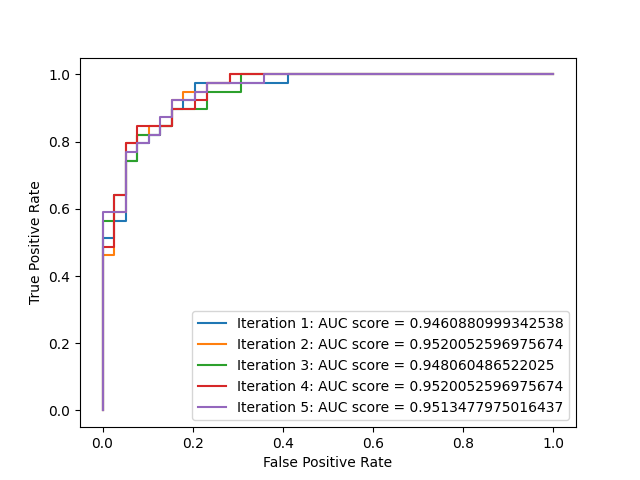 1.0
0.8
0.6
0.4
0.2
0.0
True Positive Rate
Iteration 1: AUC score = 0.9460880999342538
Iteration 2: AUC score = 0.9520052596975674
Iteration 3: AUC score = 0.948060486522025
Iteration 4: AUC score = 0.9520052596975674
Iteration 5: AUC score = 0.9513477975016437
0.0 0.2 0.4 0.6 0.8 1.0
False Positive Rate